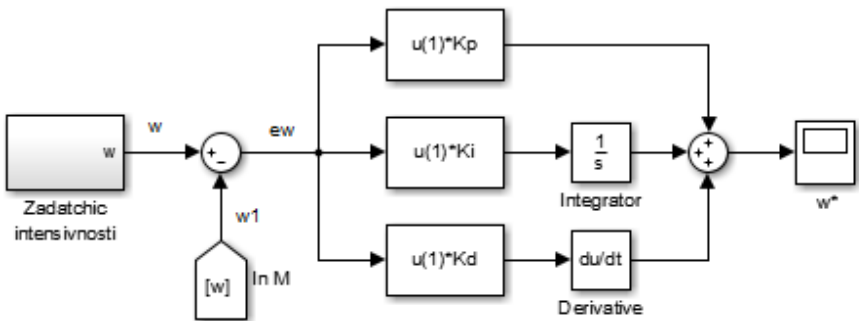 u(1)*Kp
w
ew
w
+
−
u(1)*Ki
1
s
+
+
+
Zadatchic
intensivnosti
w1
Integrator
w*
[w]
In M
u(1)*Kd
du/dt
Derivative